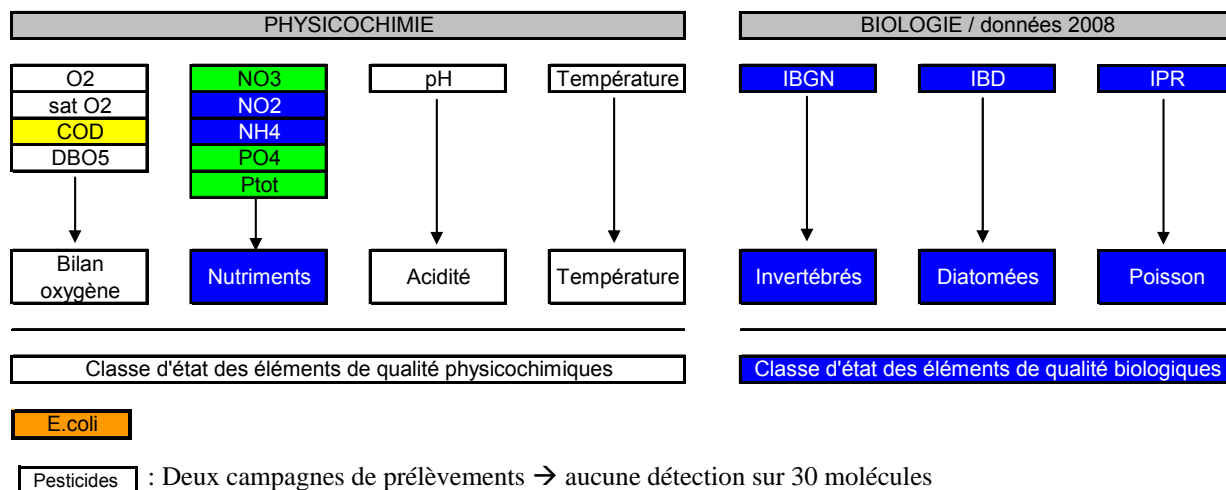 PHYSICOCHIMIE
BIOLOGIE / données 2008
O2
sat O2
COD
DBO5
NO3
NO2
NH4
PO4
Ptot
pH
Température
IBGN
IBD
IPR
Bilan
oxygène
Nutriments
Acidité
Température
Invertébrés
Diatomées
Poisson
Classe d'état des éléments de qualité physicochimiques
Classe d'état des éléments de qualité biologiques
E.coli
Pesticides : Deux campagnes de prélèvements → aucune détection sur 30 molécules